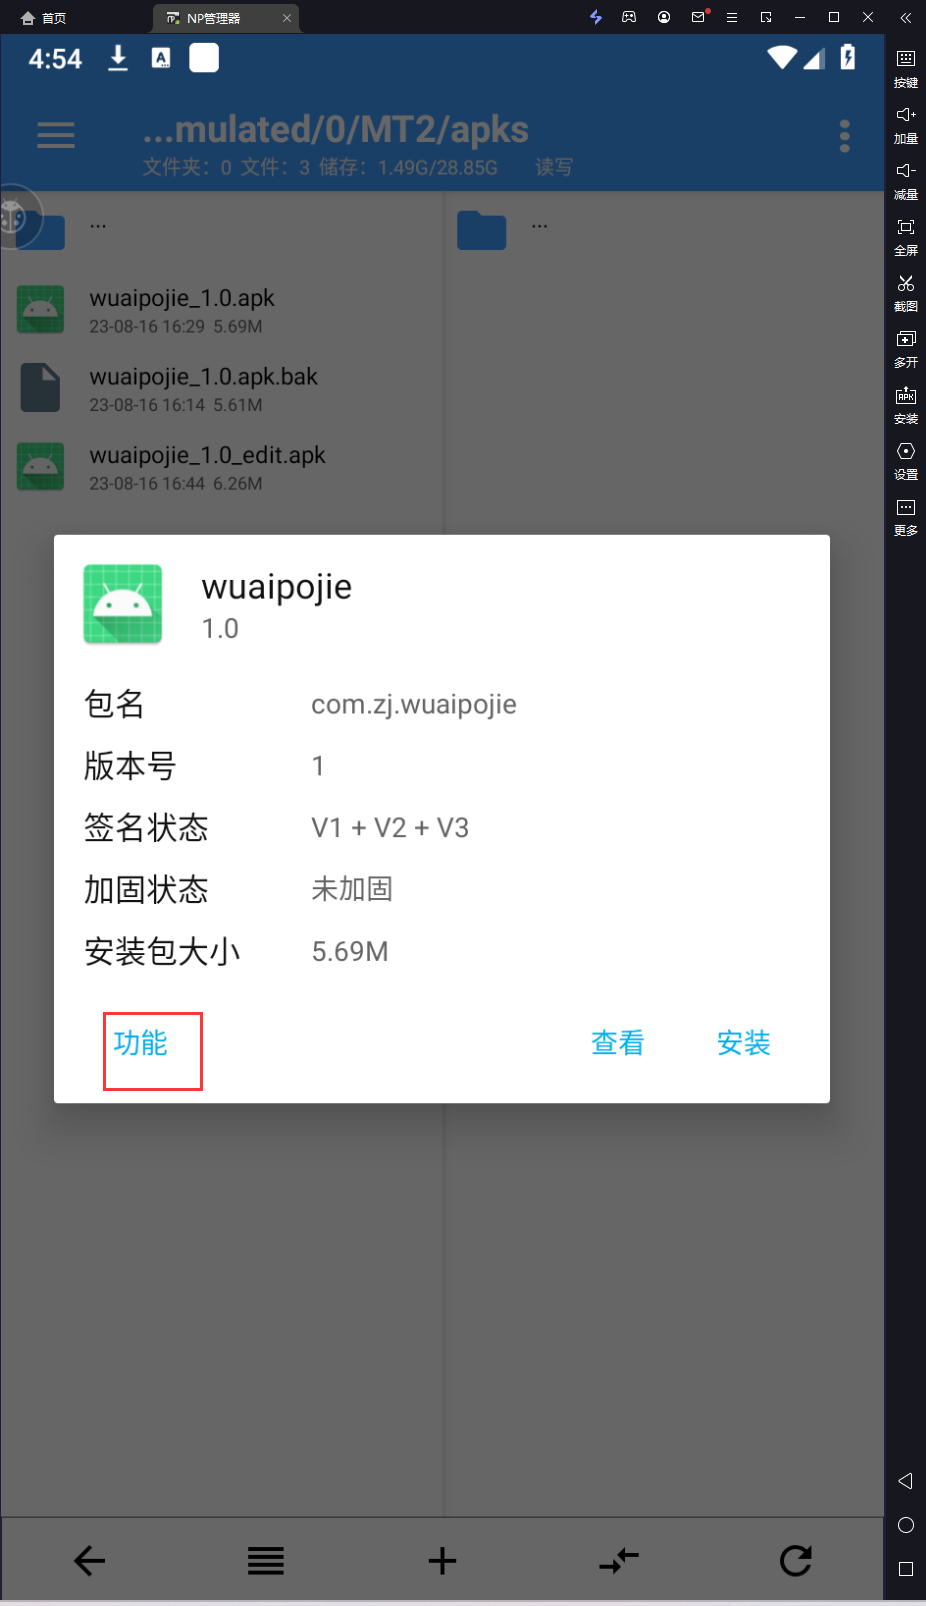 首页
NP管理器
4:54
...mulated/0/MT2/apks
文件夹：0 文件：3 储存：1.49G/28.85G 读写
...
...
wuaipojie_1.0.apk
23-08-16 16:29 5.69M
wuaipojie_1.0.apk.bak
23-08-16 16:14 5.61M
wuaipojie_1.0_edit.apk
23-08-16 16:44 6.26M
wuaipojie
1.0
包名 com.zj.wuaipojie
版本号 1
签名状态 V1 + V2 + V3
加固状态 未加固
安装包大小 5.69M
功能 查看 安装
按键
加量
减量
全屏
截图
多开
APK
安装
设置
更多